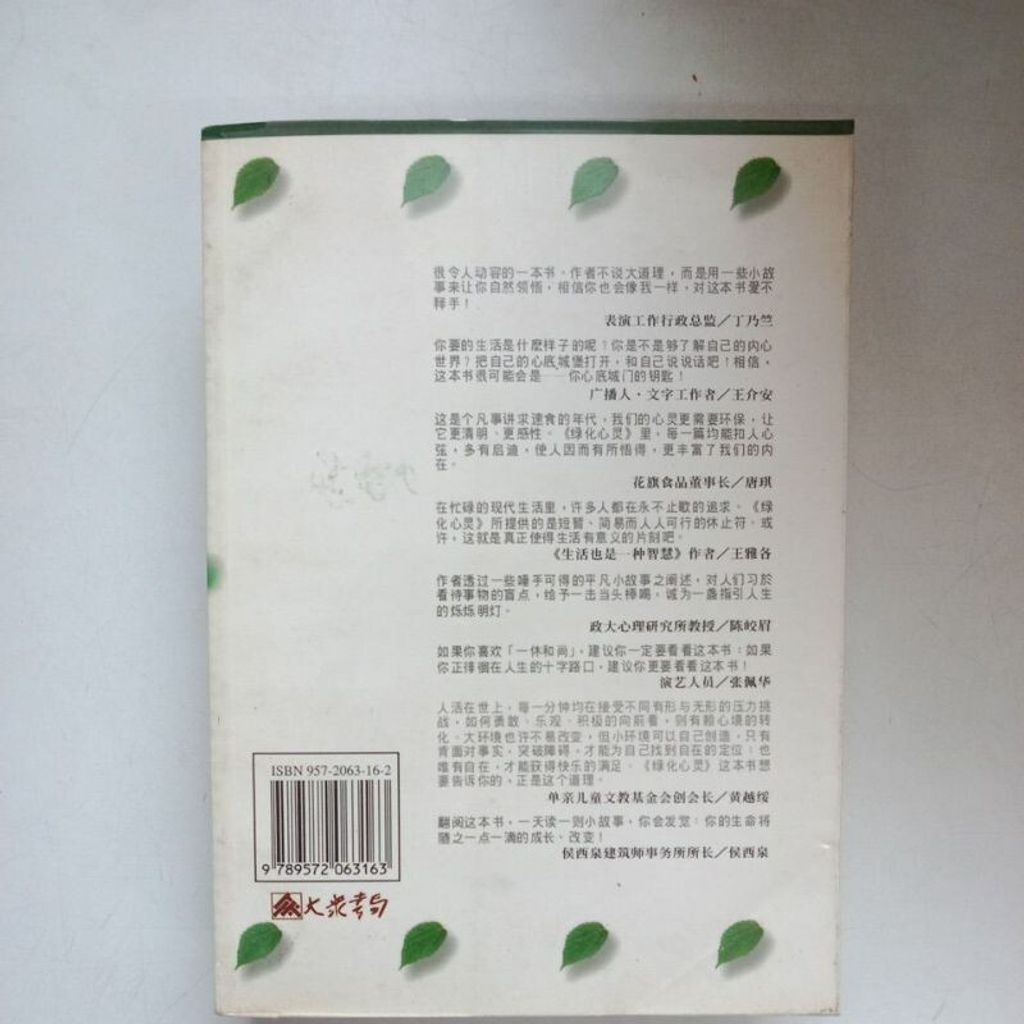 很令人动容的一本书。作者不说大道理，而是用一些小故
事来让你自然领悟，相信你也会像我一样，对这本书爱不
释手！
表演工作行政总监／丁乃竺
你要的生活是什麽样子的呢？你是不是够了解自己的内心
世界？把自己的心底城堡打开，和自己说说话吧！相信，
这本书很可能会是——你心底城门的钥匙！
广播人·文字工作者／王介安
这是个凡事讲求速食的年代，我们的心灵更需要环保，让
它更清明、更感性。《绿化心灵》里，每一篇均能扣人心
弦，多有启迪，使人因而有所悟得，更丰富了我们的内
在。
花旗食品董事长／唐琪
在忙碌的现代生活里，许多人都在永不止歇的追求。《绿
化心灵》所提供的是短暂、简易而人人可行的休止符。或
许，这就是真正使得生活有意义的片刻吧。
《生活也是一种智慧》作者／王雅各
作者透过一些唾手可得的平凡小故事之阐述，对人们习於
看待事物的盲点，给予一击当头棒喝。诚为一盏指引人生
的烁烁明灯。
政大心理研究所教授／陈皎眉
如果你喜欢「一休和尚」，建议你一定要看看这本书；如果
你正徘徊在人生的十字路口，建议你更要看看这本书！
演艺人员／张佩华
人活在世上，每一分钟均在接受不同有形与无形的压力挑
战，如何勇敢、乐观、积极的向前看，则有赖心境的转
化。大环境也许不易改变，但小环境可以自己创造，只有
肯面对事实，突破障碍，才能为自己找到自在的定位；也
唯有自在，才能获得快乐的满足。《绿化心灵》这本书想
要告诉你的，正是这个道理。
单亲儿童文教基金会创会长／黄越绥
翻阅这本书，一天读一则小故事，你会发觉：你的生命将
随之一点一滴的成长、改变！
侯西泉建筑师事务所所长／侯西泉
ISBN 957-2063-16-2
9 789572 063163
大眾書局